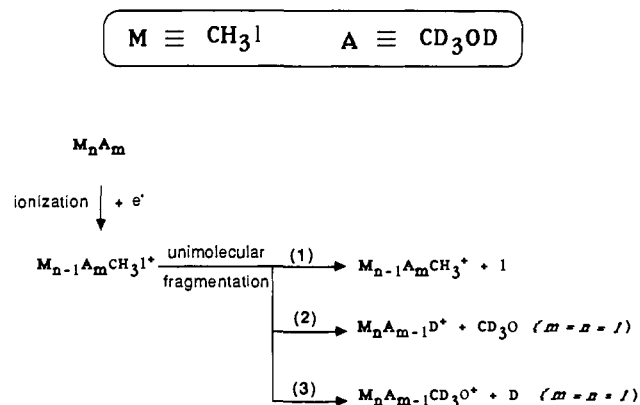 M ≡ CH₃I A ≡ CD₃OD
MₙAₘ
ionization + e⁻
Mₙ₋₁AₘCH₃I⁺ unimolecular fragmentation (1) Mₙ₋₁AₘCH₃⁺ + I
(2) MₙAₘ₋₁D⁺ + CD₃O (m = n = 1)
(3) MₙAₘ₋₁CD₃O⁺ + D (m = n = 1)